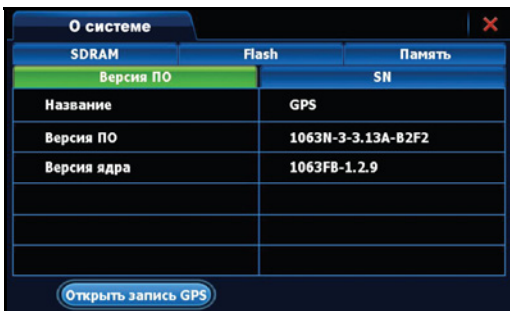 О системе
SDRAM Flash Память
Версия ПО SN
Название GPS
Версия ПО 1063N-3-3.13A-B2F2
Версия ядра 1063FB-1.2.9
Открыть запись GPS